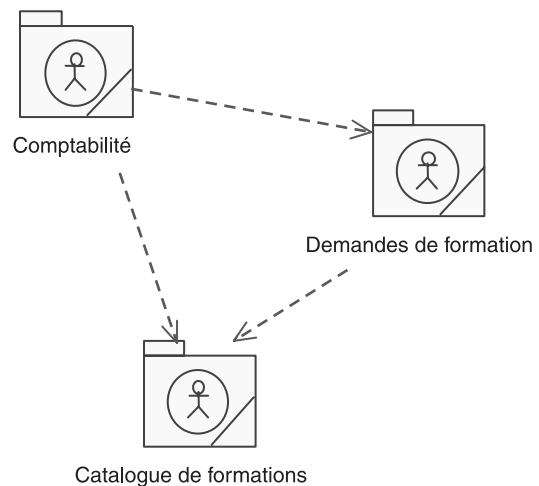 Comptabilité
Demandes de formation
Catalogue de formations